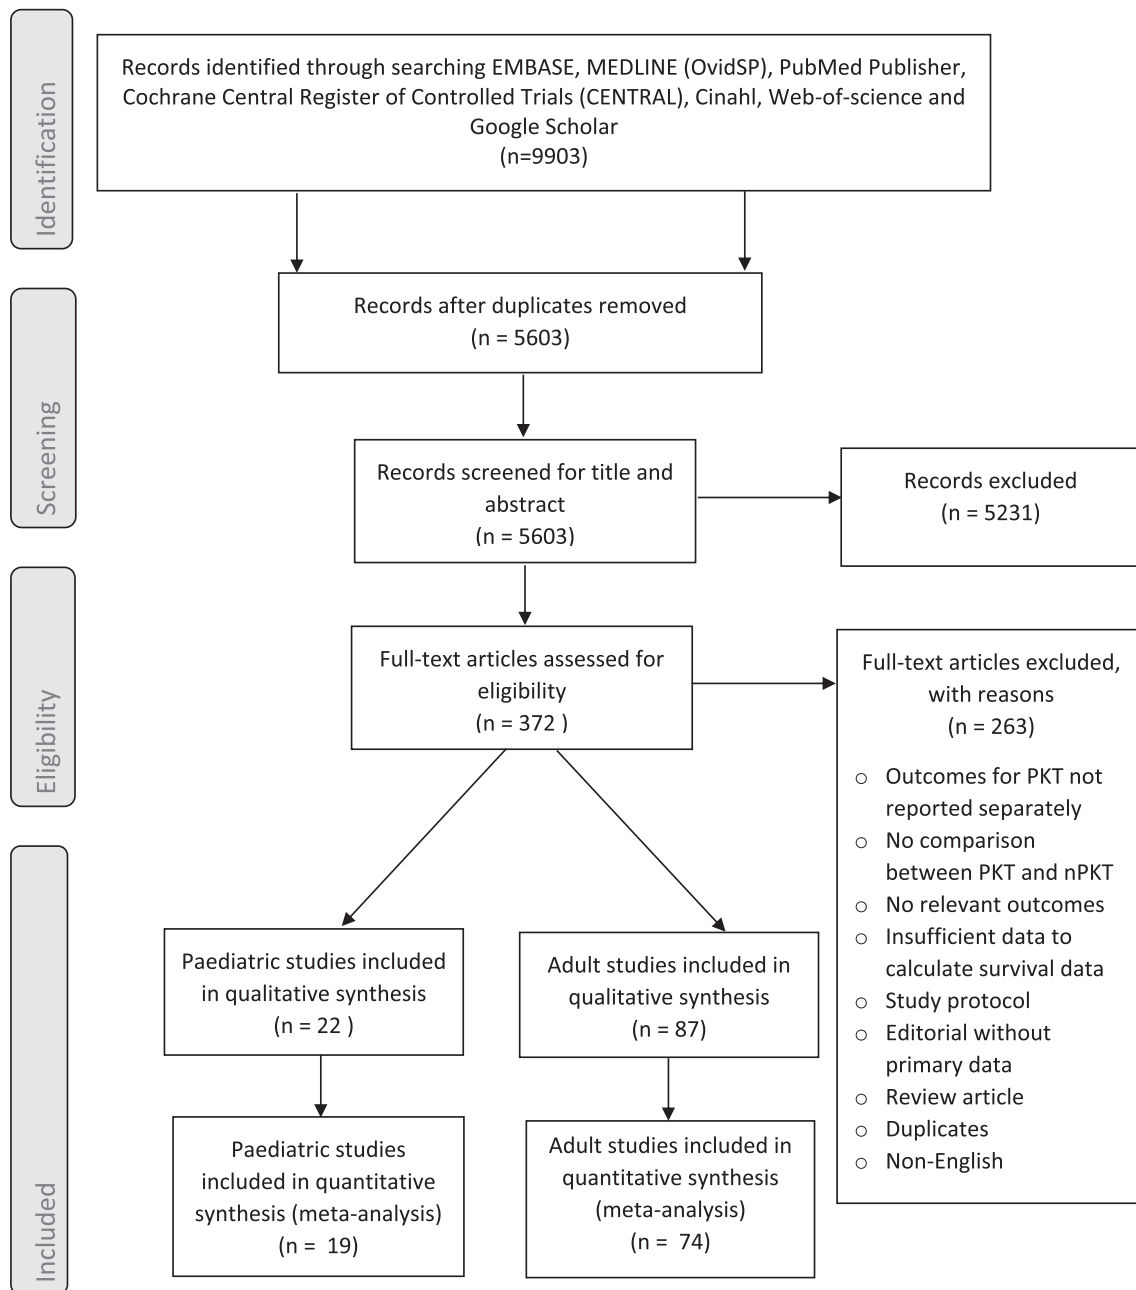 Identification
Records identified through searching EMBASE, MEDLINE (OvidSP), PubMed Publisher,
Cochrane Central Register of Controlled Trials (CENTRAL), Cinahl, Web-of-science and
Google Scholar
(n=9903)
Screening
Records after duplicates removed
(n = 5603)
Records screened for title and
abstract
(n = 5603)
Records excluded
(n = 5231)
Eligibility
Full-text articles assessed for
eligibility
(n = 372 )
Full-text articles excluded,
with reasons
(n = 263)
o Outcomes for PKT not
reported separately
o No comparison
between PKT and nPKT
o No relevant outcomes
o Insufficient data to
calculate survival data
o Study protocol
o Editorial without
primary data
o Review article
o Duplicates
o Non-English
Included
Paediatric studies included
in qualitative synthesis
(n = 22 )
Adult studies included in
qualitative synthesis
(n = 87)
Paediatric studies
included in quantitative
synthesis (meta-analysis)
(n =  19)
Adult studies included in
quantitative synthesis
(meta-analysis)
(n =  74)